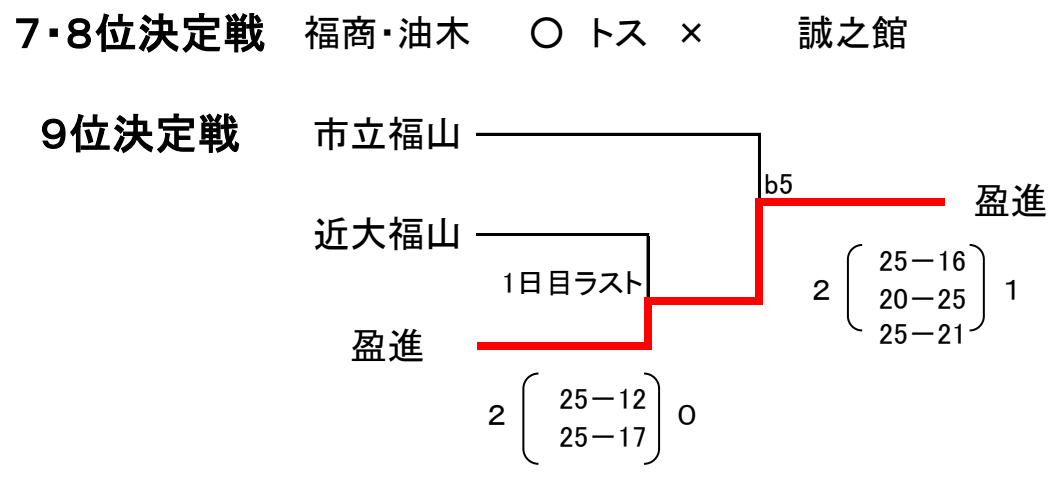 ７・８位決定戦 福商・油木 〇 トス × 誠之館
９位決定戦 市立福山
b5
盈進
近大福山
1日目ラスト
2 25－16 1
20－25
25－21
盈進
2 25－12 0
25－17